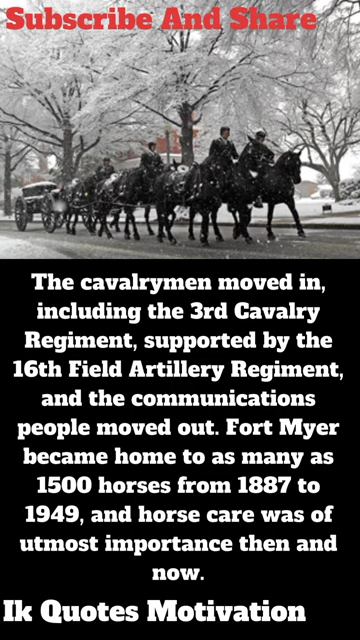 Subscribe And Share
The cavalrymen moved in,
including the 3rd Cavalry
Regiment, supported by the
16th Field Artillery Regiment,
and the communications
people moved out. Fort Myer
became home to as many as
1500 horses from 1887 to
1949, and horse care was of
utmost importance then and
now.
Ik Quotes Motivation